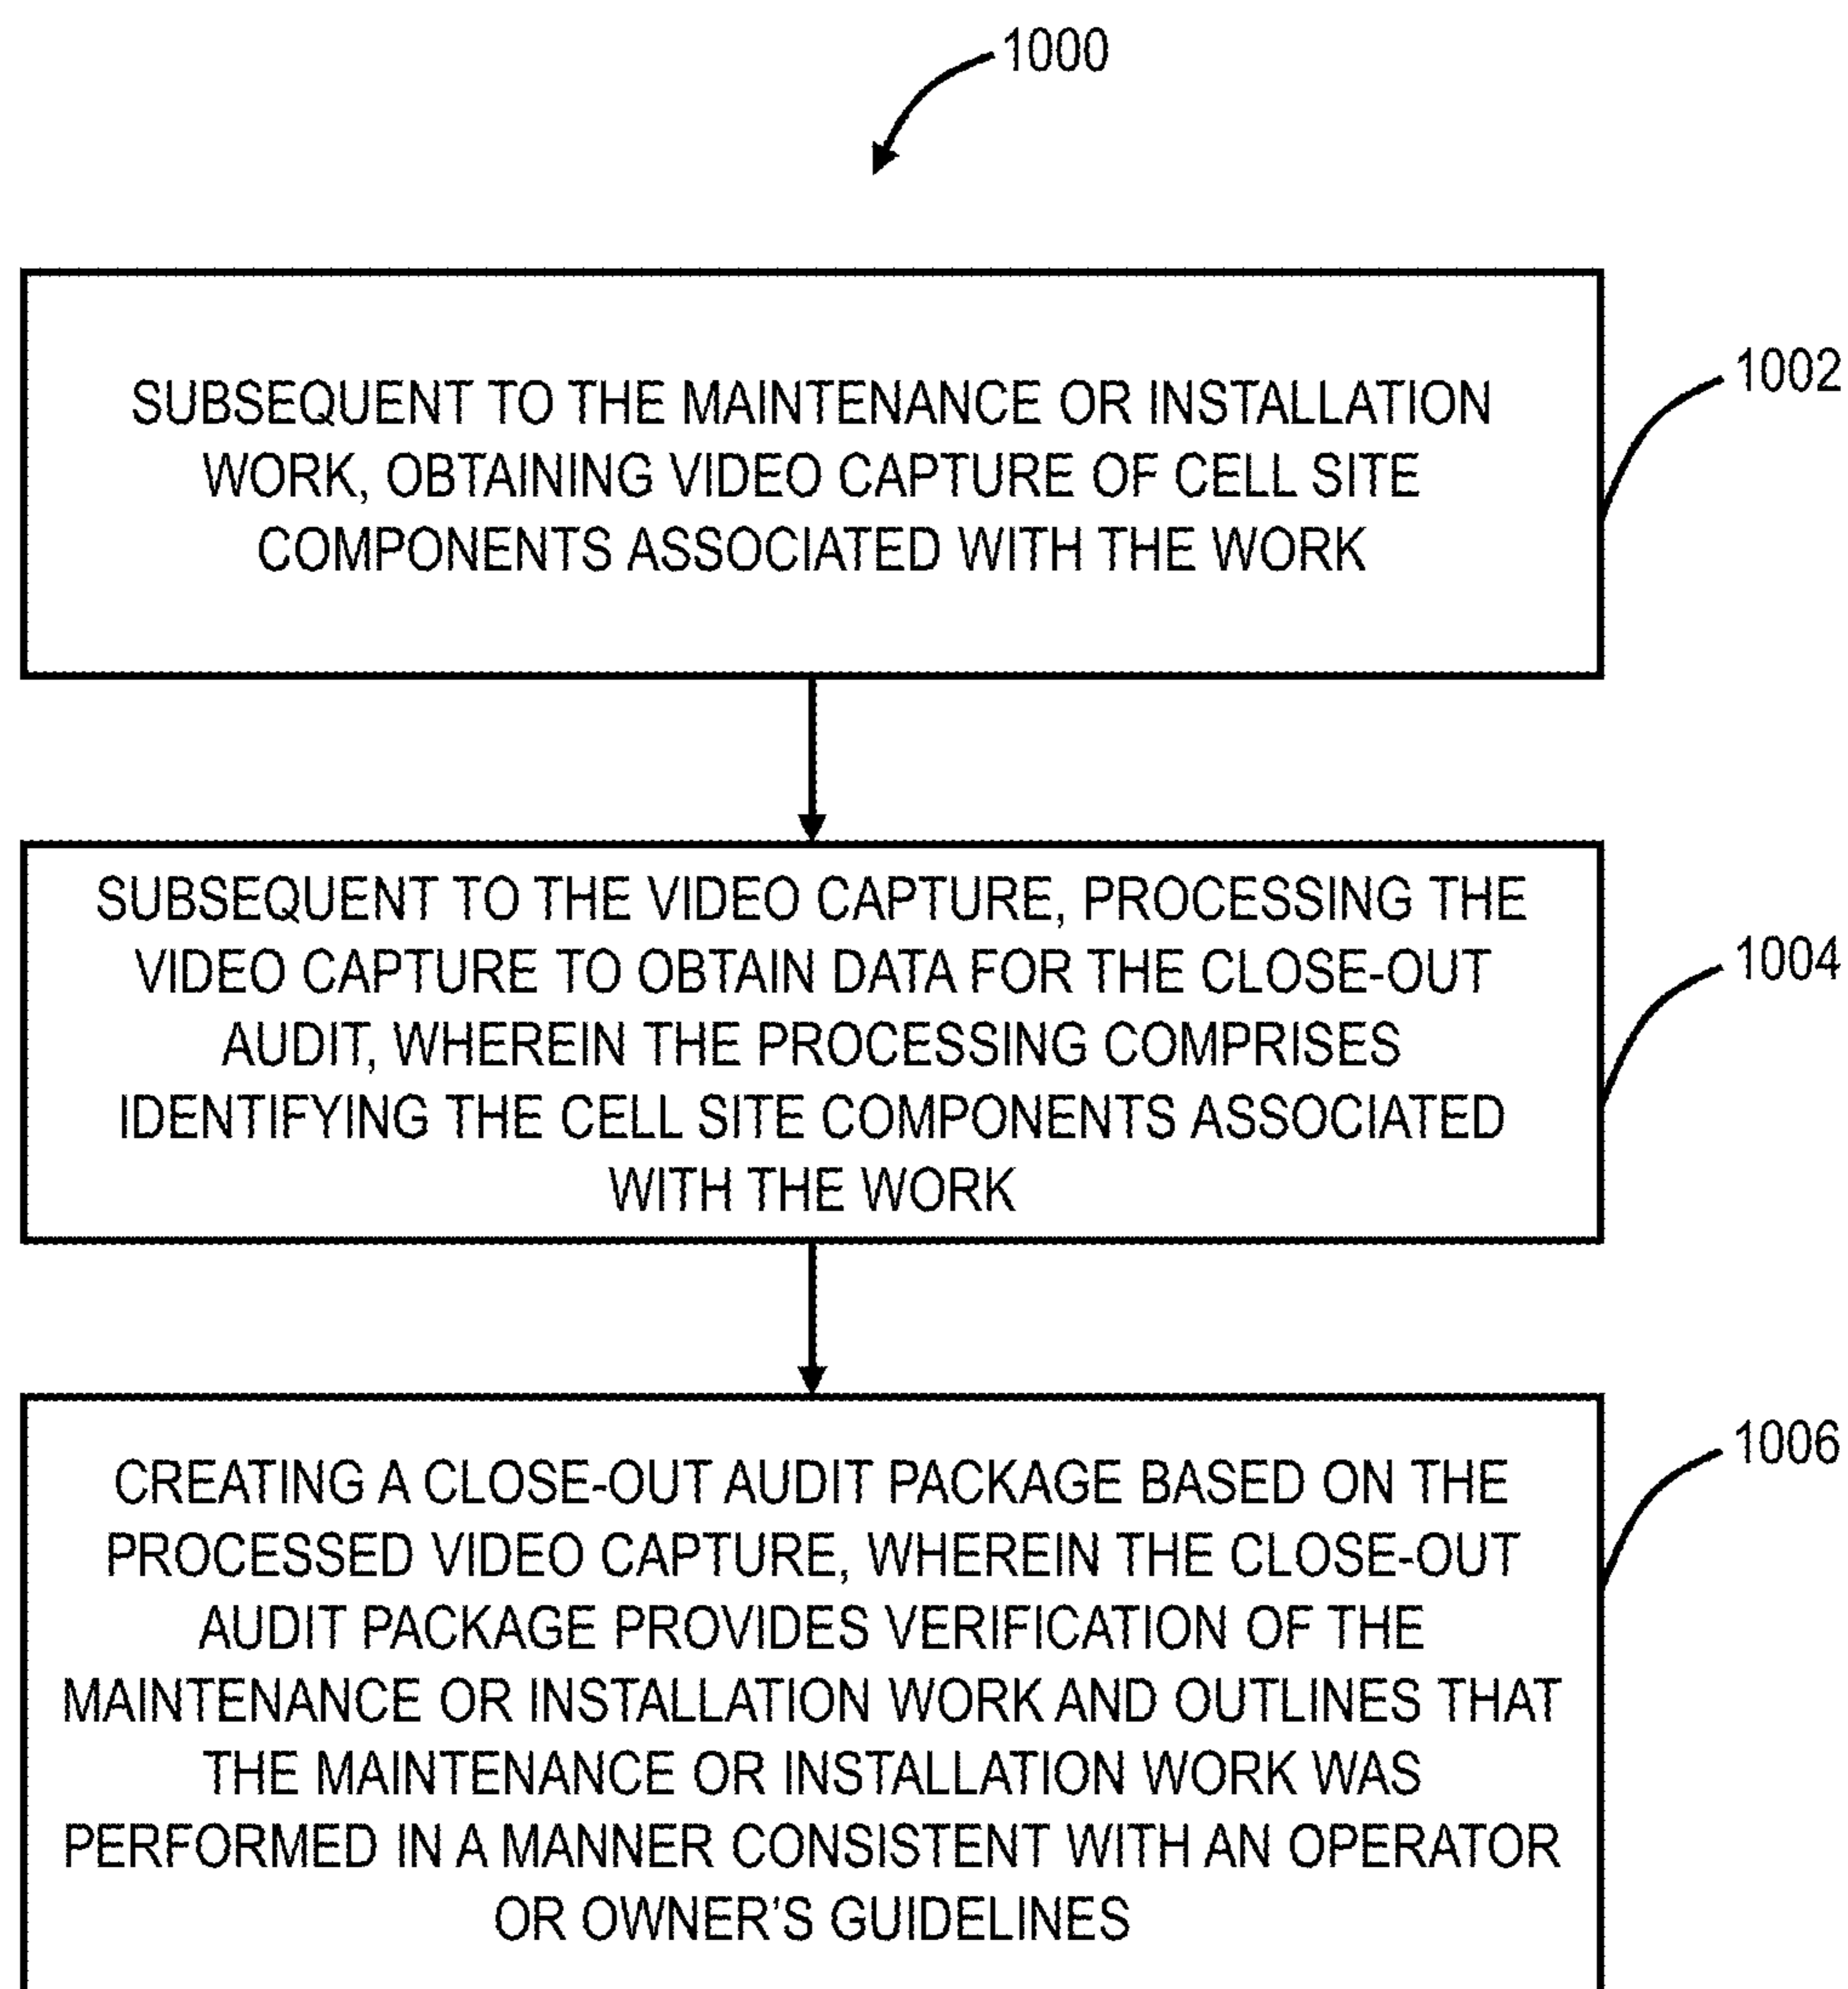 1000
SUBSEQUENT TO THE MAINTENANCE OR INSTALLATION
WORK, OBTAINING VIDEO CAPTURE OF CELL SITE
COMPONENTS ASSOCIATED WITH THE WORK
1002
SUBSEQUENT TO THE VIDEO CAPTURE, PROCESSING THE
VIDEO CAPTURE TO OBTAIN DATA FOR THE CLOSE-OUT
AUDIT, WHEREIN THE PROCESSING COMPRISES
IDENTIFYING THE CELL SITE COMPONENTS ASSOCIATED
WITH THE WORK
1004
CREATING A CLOSE-OUT AUDIT PACKAGE BASED ON THE
PROCESSED VIDEO CAPTURE, WHEREIN THE CLOSE-OUT
AUDIT PACKAGE PROVIDES VERIFICATION OF THE
MAINTENANCE OR INSTALLATION WORK AND OUTLINES THAT
THE MAINTENANCE OR INSTALLATION WORK WAS
PERFORMED IN A MANNER CONSISTENT WITH AN OPERATOR
OR OWNER'S GUIDELINES
1006